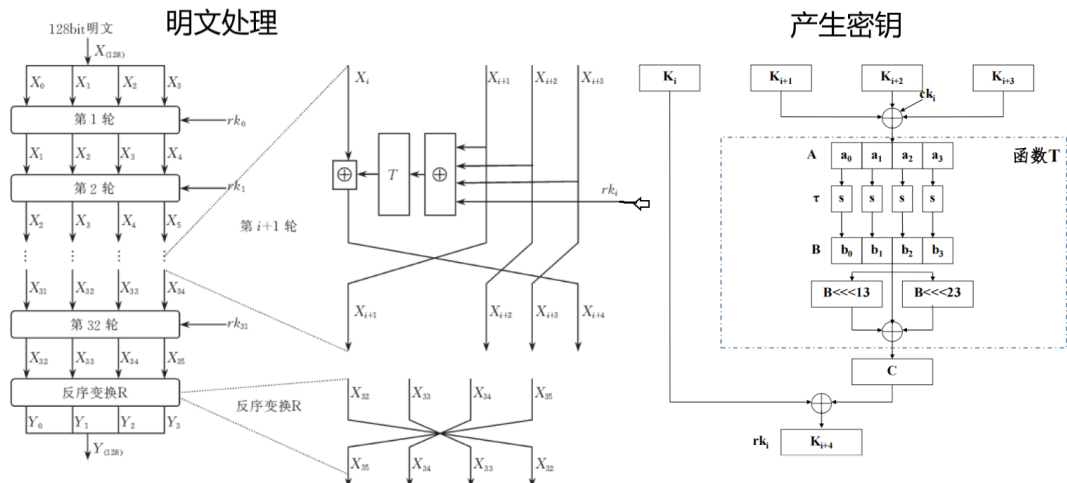 明文处理
产生密钥
128bit明文
X(128)
X0 X1 X2 X3
第 1 轮
rk0
X1 X2 X3 X4
第 2 轮
rk1
X2 X3 X4 X5
⋮ ⋮ ⋮ ⋮
X31 X32 X33 X34
第 32 轮
rk31
X32 X33 X34 X35
反序变换R
Y0 Y1 Y2 Y3
Y(128)
Xi Xi+1 Xi+2 Xi+3
⊕ T ⊕
rki
第 i+1 轮
Xi+1 Xi+2 Xi+3 Xi+4
反序变换R
X32 X33 X34 X35
X35 X34 X33 X32
Ki Ki+1 Ki+2 Ki+3
cki
函数T
A a0 a1 a2 a3
τ s s s s
B b0 b1 b2 b3
B<<<13 B<<<23
C
rki Ki+4